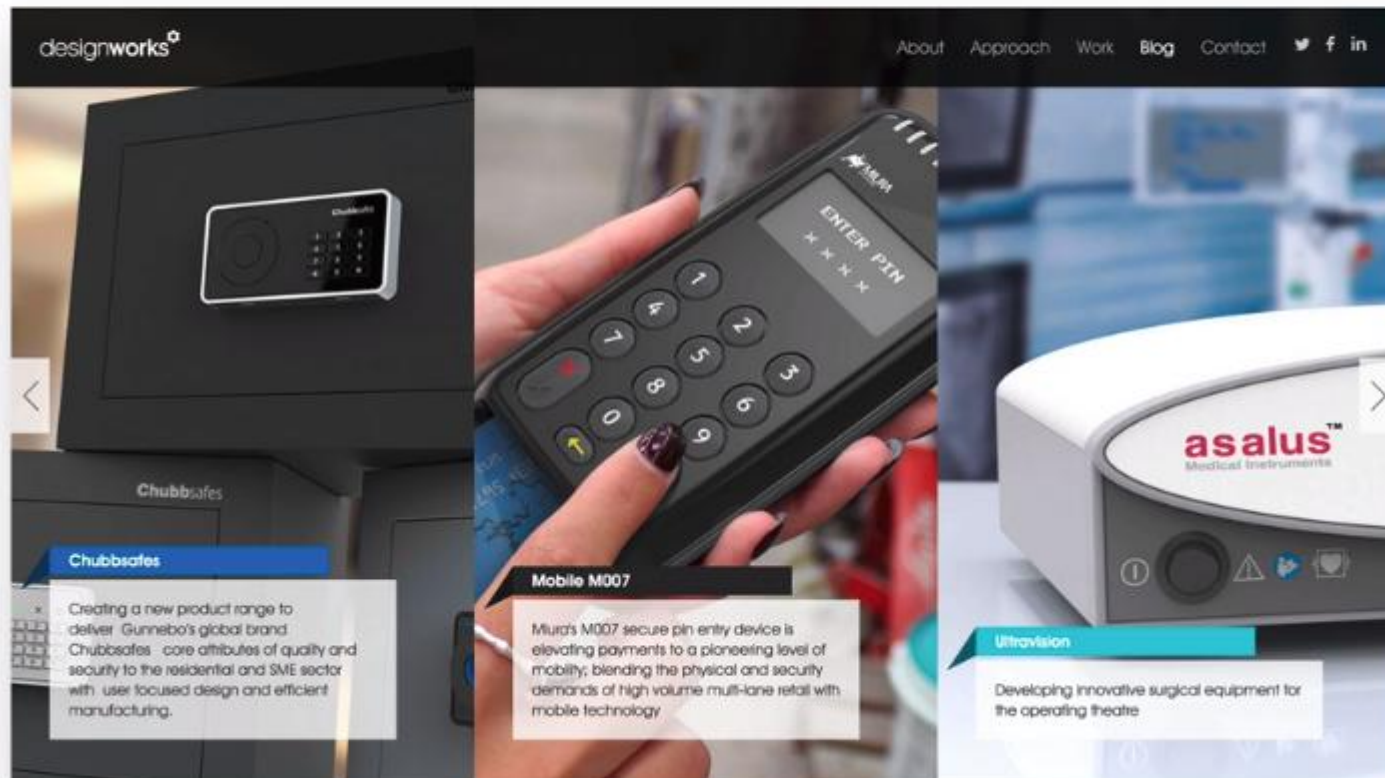 designworks
About Approach Work Blog Contact
Chubbsafes
Chubbsafes
Chubbsafes
Creating a new product range to
deliver Gunnebo's global brand
Chubbsafes core attributes of quality and
security to the residential and SME sector
with user focused design and efficient
manufacturing.
MIURA
ENTER PIN
1
4
2
7
5
3
8
6
0
9
Mobile M007
Miura's M007 secure pin entry device is
elevating payments to a pioneering level of
mobility; blending the physical and security
demands of high volume multi-lane retail with
mobile technology
asalus™
Medical Instruments
Ultravision
Developing innovative surgical equipment for
the operating theatre